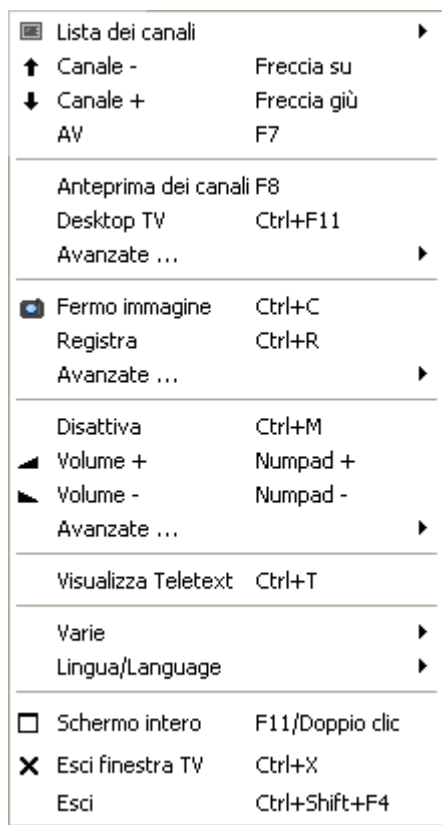 Lista dei canali
Canale - Freccia su
Canale + Freccia giù
AV F7
Anteprima dei canali F8
Desktop TV Ctrl+F11
Avanzate ...
Fermo immagine Ctrl+C
Registra Ctrl+R
Avanzate ...
Disattiva Ctrl+M
Volume + Numpad +
Volume - Numpad -
Avanzate ...
Visualizza Teletext Ctrl+T
Varie
Lingua/Language
Schermo intero F11/Doppio clic
Esci finestra TV Ctrl+X
Esci Ctrl+Shift+F4